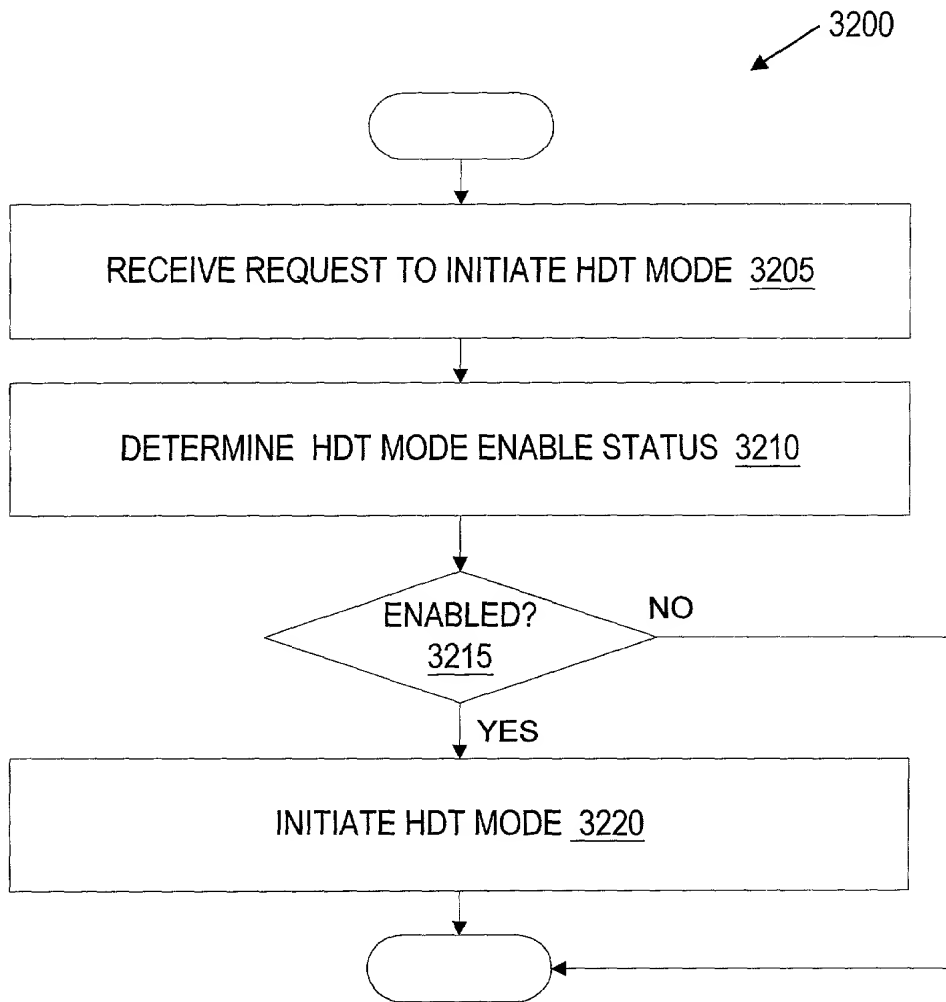 3200
RECEIVE REQUEST TO INITIATE HDT MODE 3205
DETERMINE HDT MODE ENABLE STATUS 3210
ENABLED?
3215
NO
YES
INITIATE HDT MODE 3220